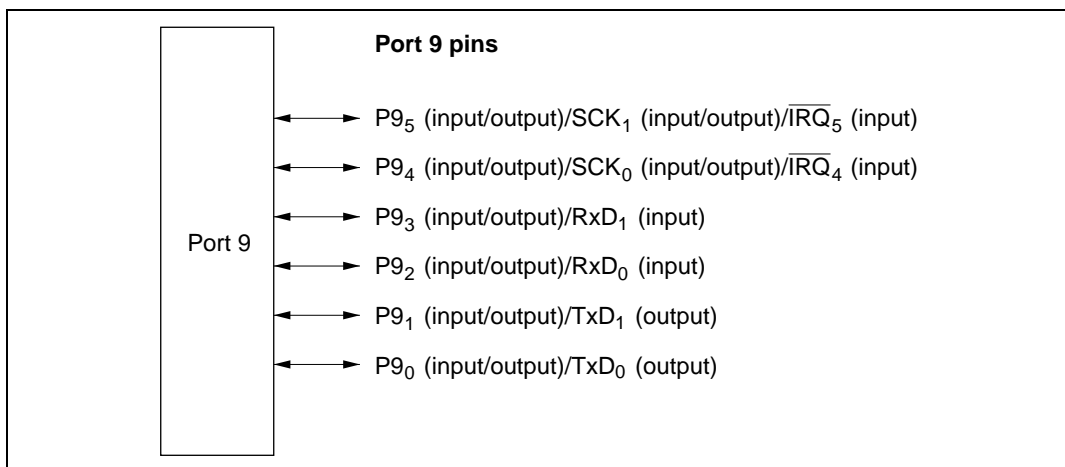 Port 9 pins
P9₅ (input/output)/SCK₁ (input/output)/I̅R̅Q̅₅ (input)
P9₄ (input/output)/SCK₀ (input/output)/I̅R̅Q̅₄ (input)
P9₃ (input/output)/RxD₁ (input)
Port 9
P9₂ (input/output)/RxD₀ (input)
P9₁ (input/output)/TxD₁ (output)
P9₀ (input/output)/TxD₀ (output)